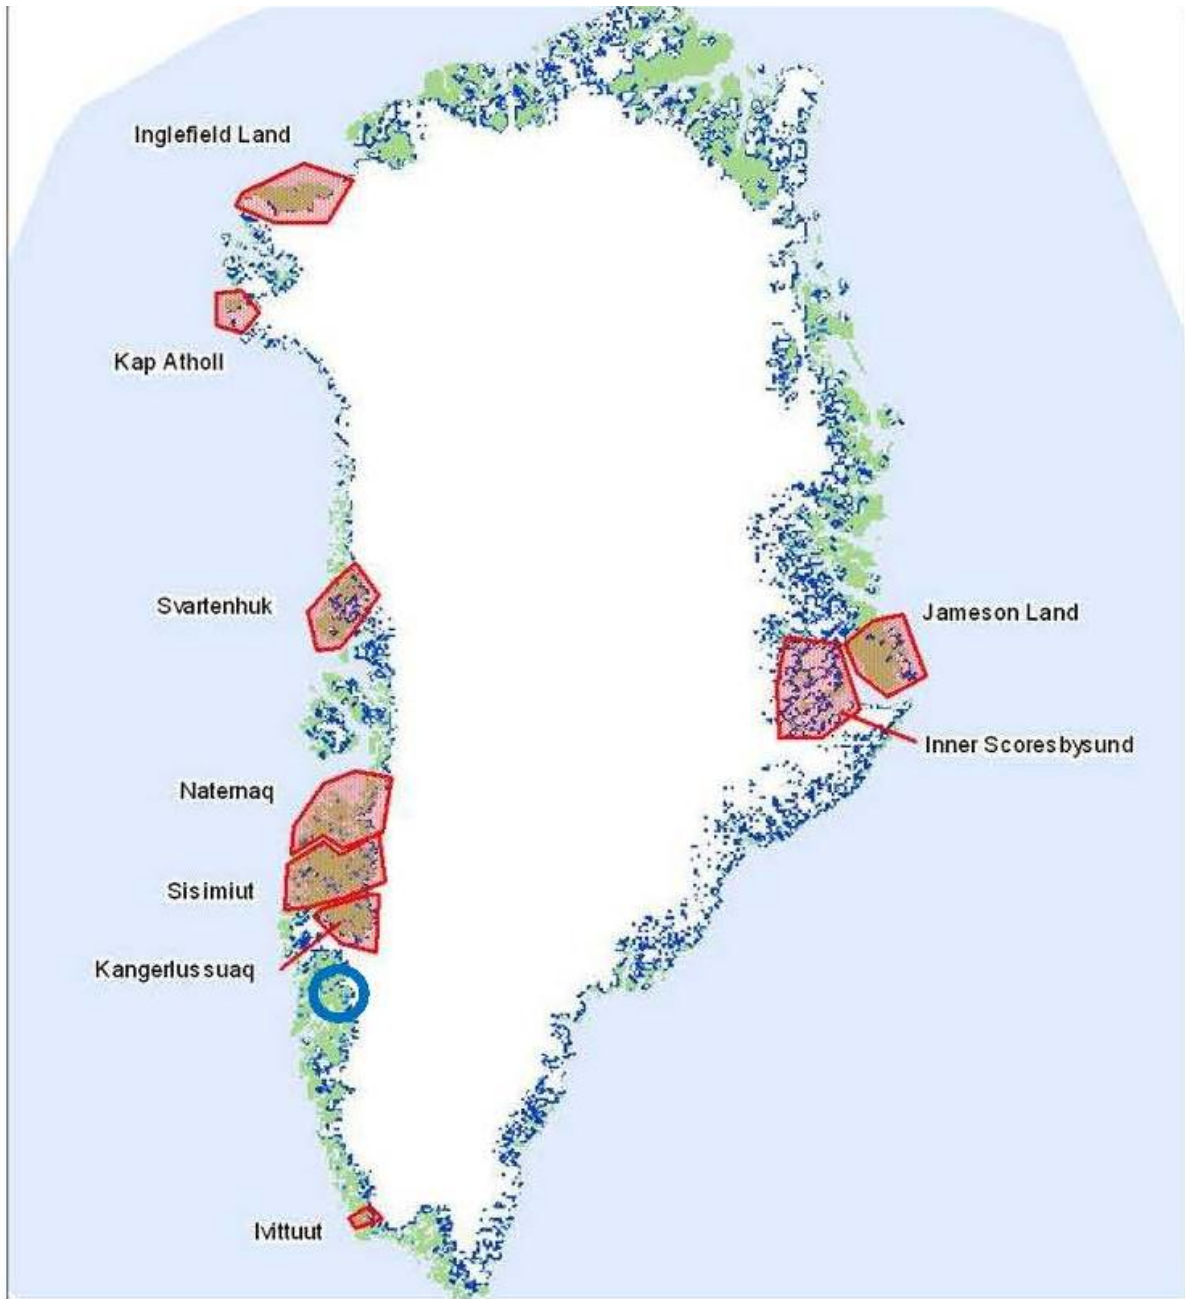 Inglefield Land
Kap Atholl
Svartenhuk
Jameson Land
Inner Scoresbysund
Naternaq
Sisimiut
Kangerlussuaq
Ivittuut